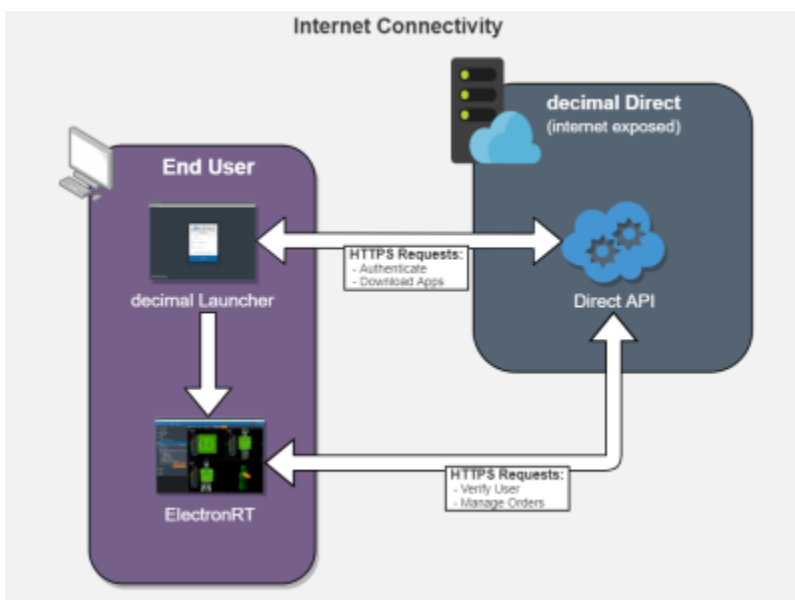 Internet Connectivity
decimal Direct
(internet exposed)
End User
HTTPS Requests:
- Authenticate
- Download Apps
decimal Launcher
Direct API
HTTPS Requests:
- Verify User
- Manage Orders
ElectronRT